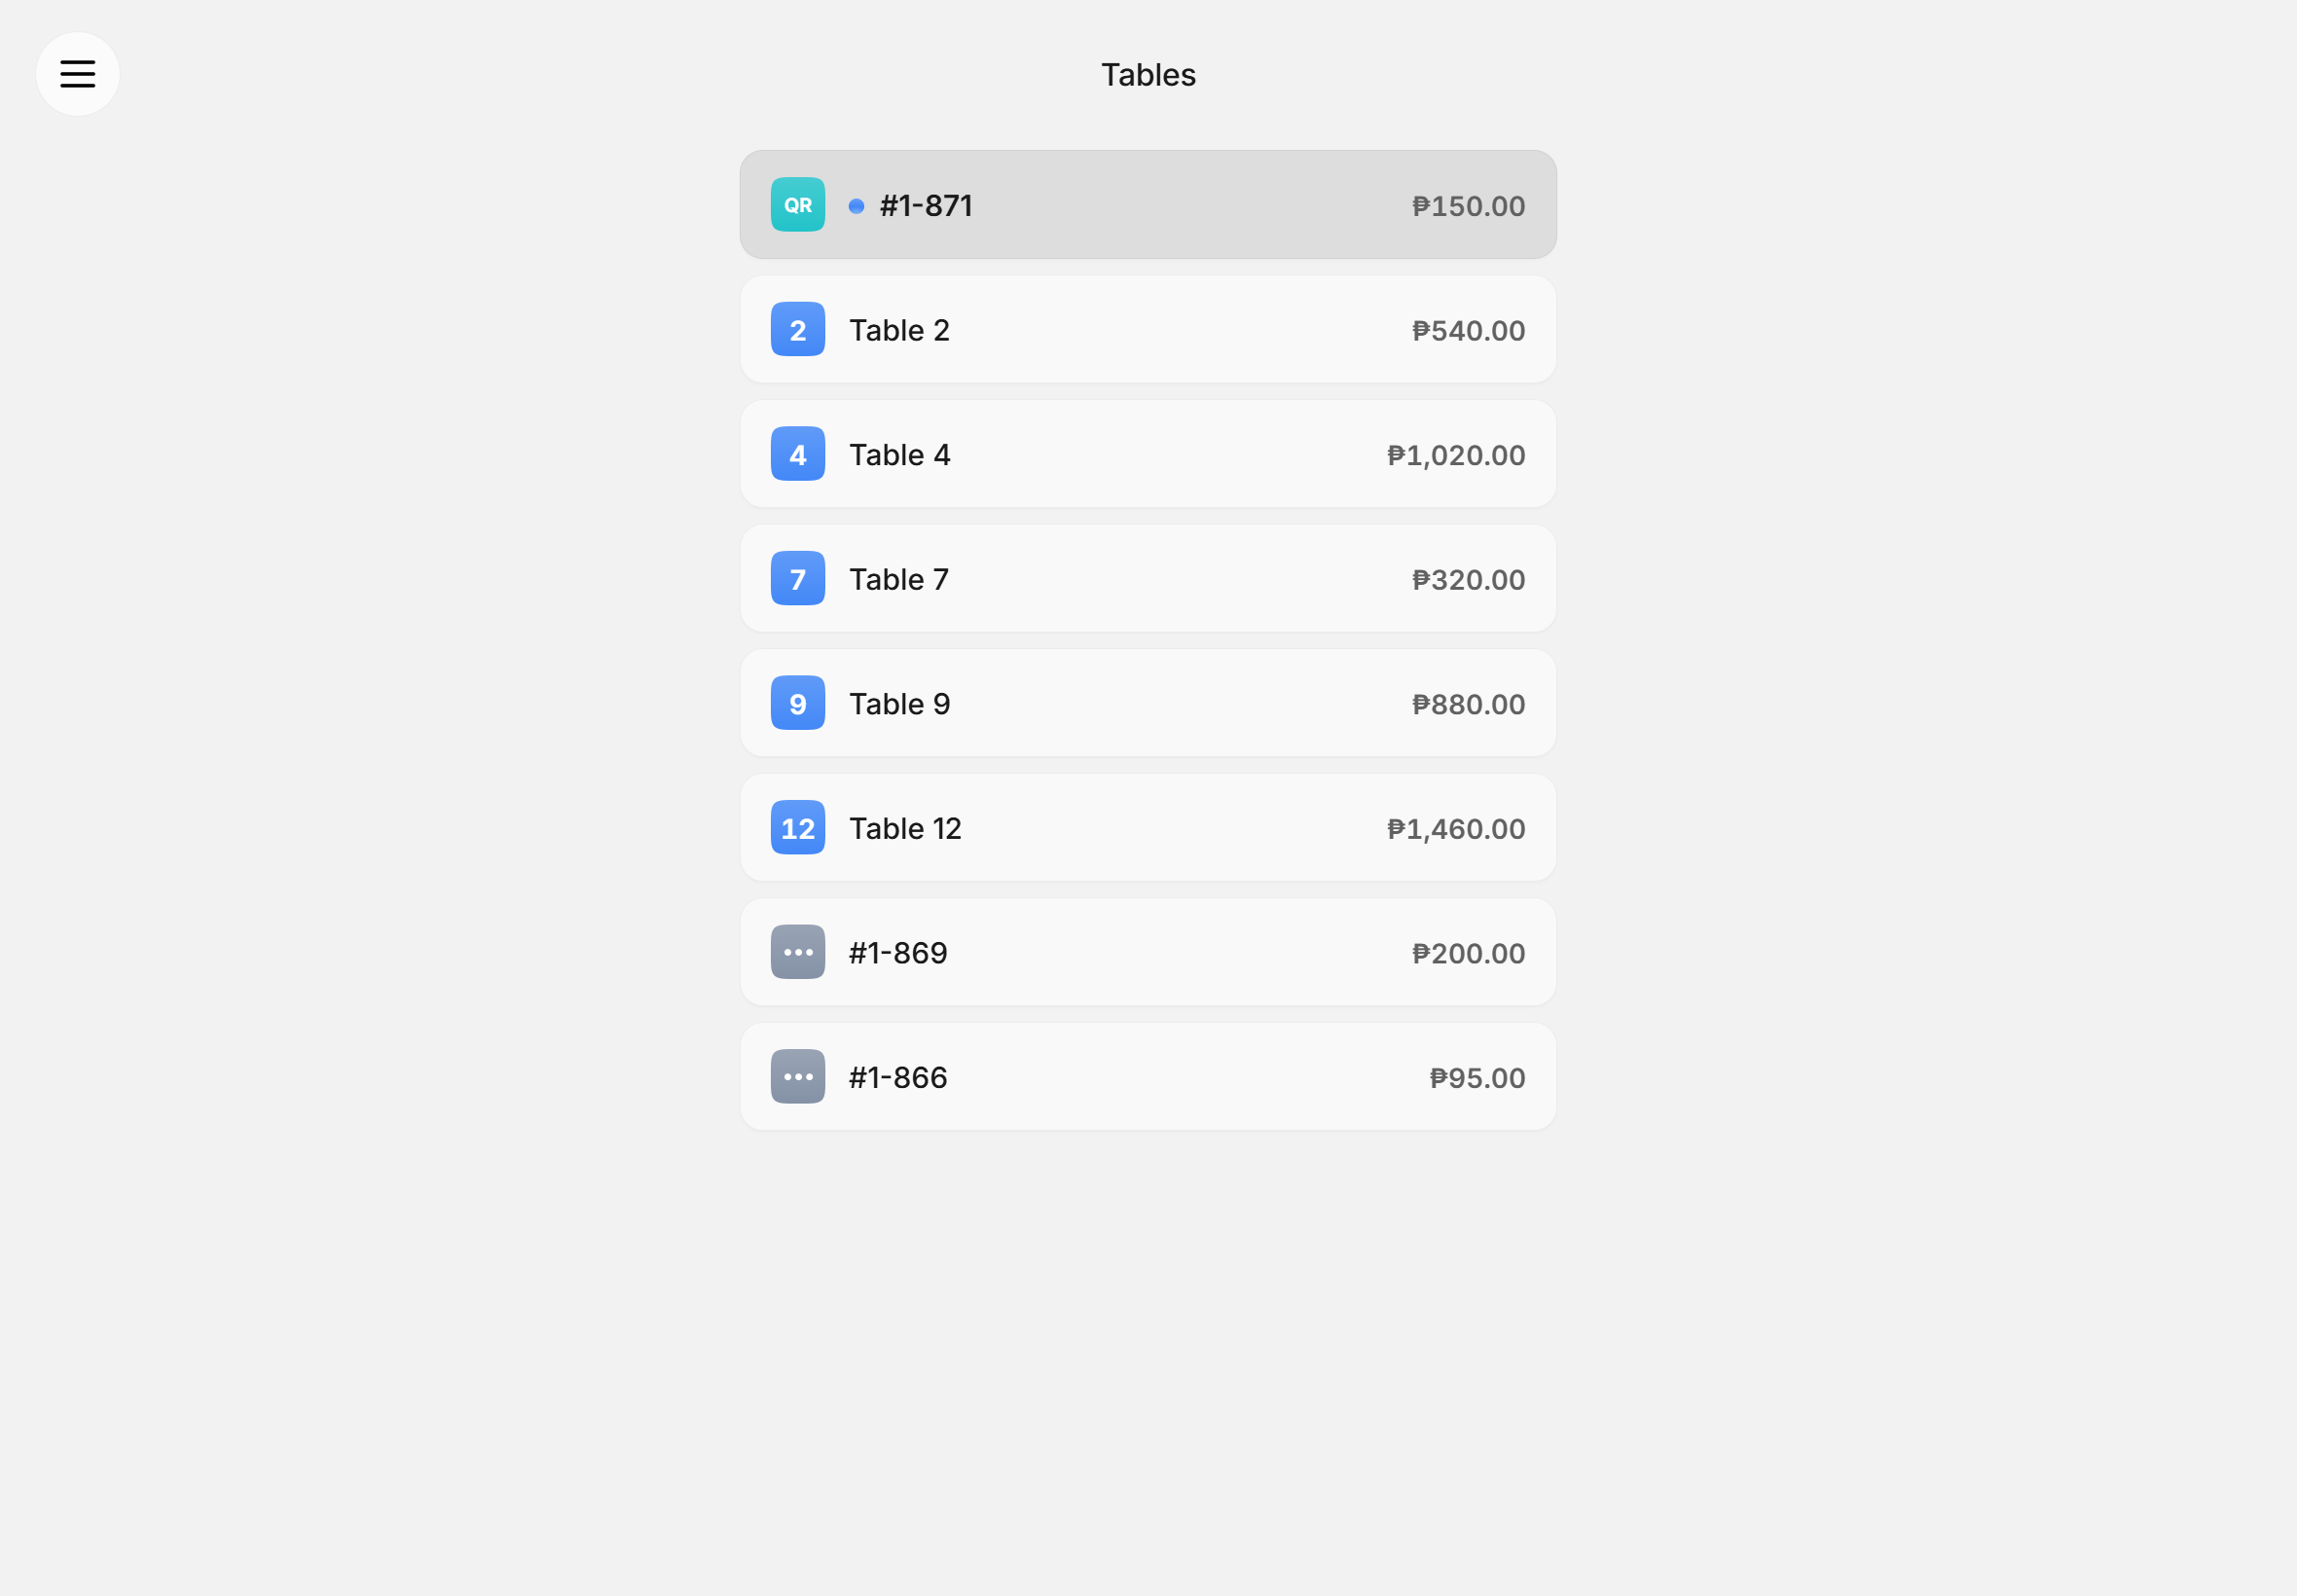 Tables
QR #1-871 ₱150.00
2 Table 2 ₱540.00
4 Table 4 ₱1,020.00
7 Table 7 ₱320.00
9 Table 9 ₱880.00
12 Table 12 ₱1,460.00
#1-869 ₱200.00
#1-866 ₱95.00